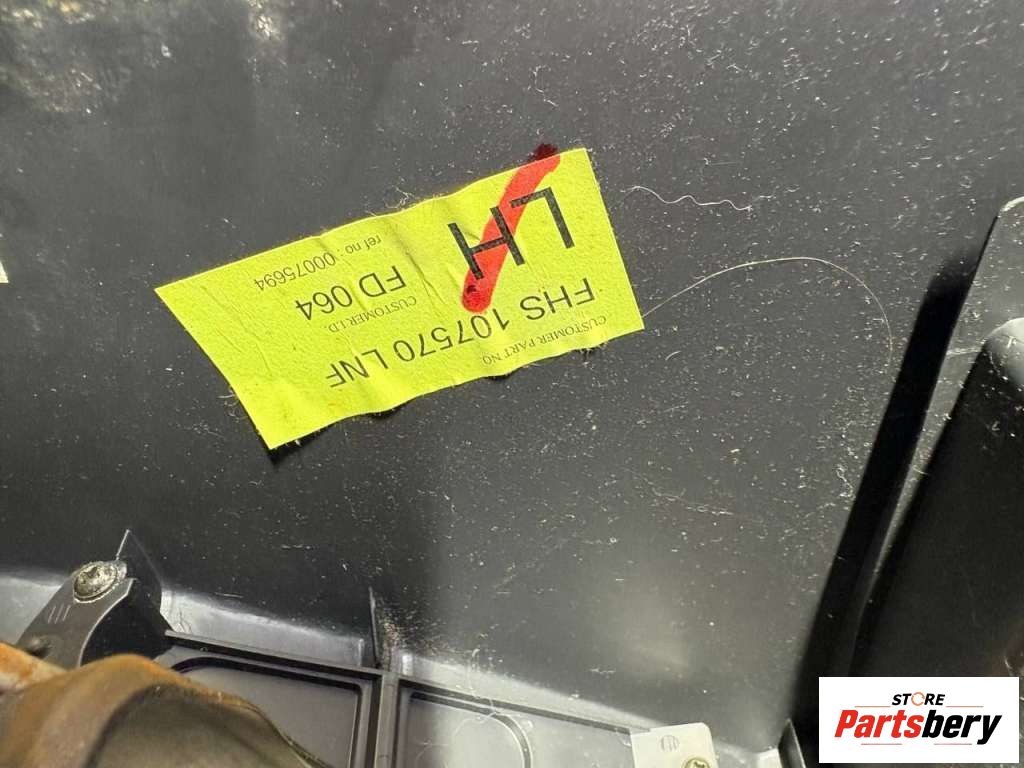 CUSTOMER PART NO.
FHS 107570 LNF
LH
CUSTOMER I.D.
FD 064
ref no : 00075694
STORE
Partsbery